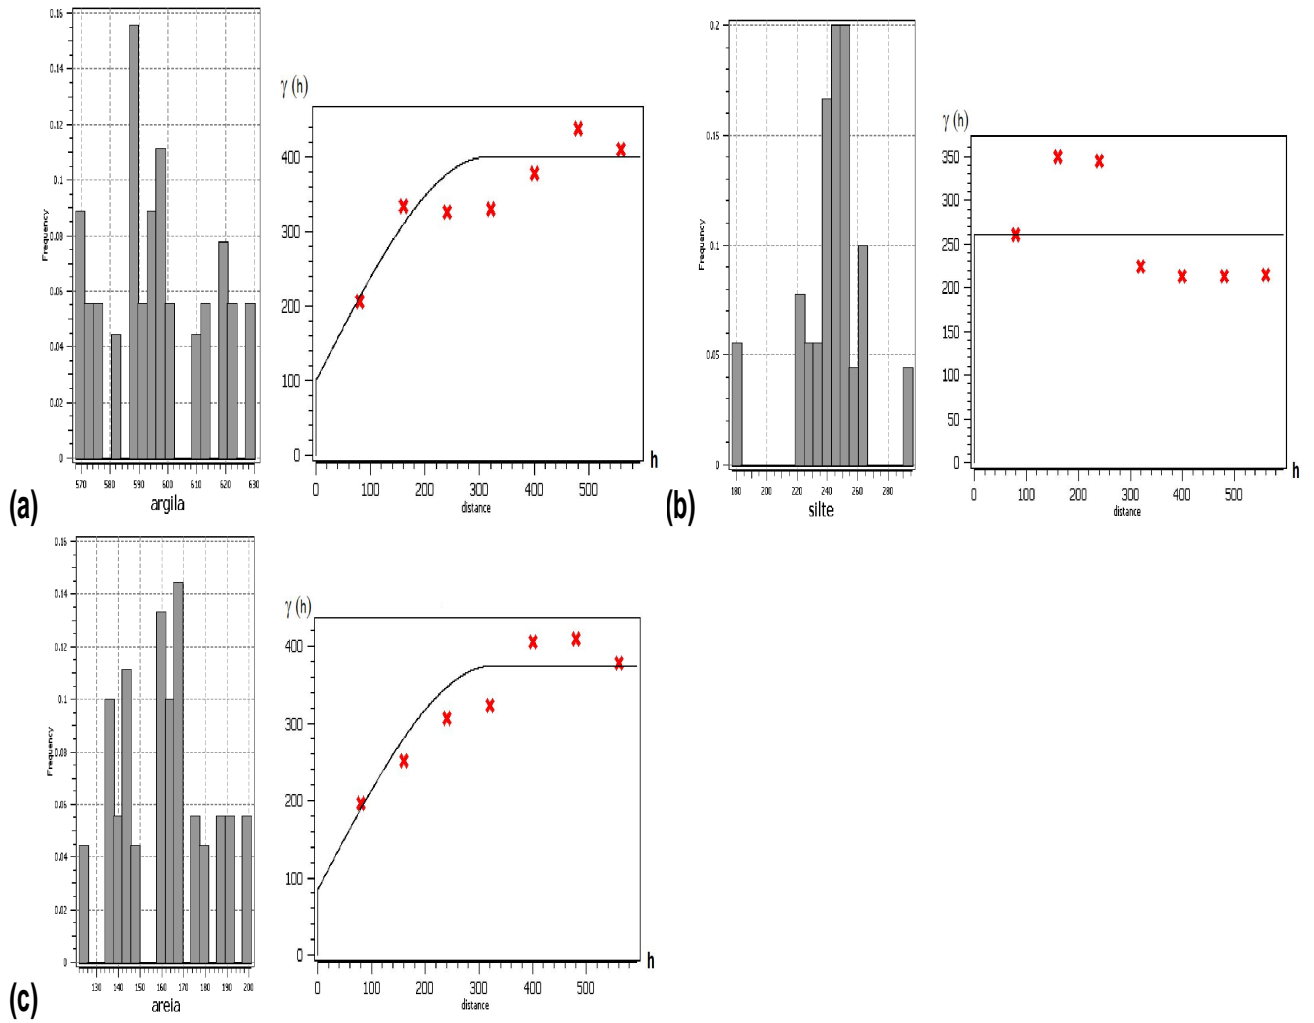 0.16
0.14
0.12
0.1
0.08
0.06
0.04
0.02
0
Frequency
570 580 590 600 610 620 630
argila
(a)
γ (h)
400
300
200
100
0
0 100 200 300 400 500
distance
h
0.2
0.15
0.1
0.05
0
Frequency
180 200 220 240 260 280
silte
(b)
γ (h)
350
300
250
200
150
100
50
0
0 100 200 300 400 500
distance
0.16
0.14
0.12
0.1
0.08
0.06
0.04
0.02
0
Frequency
130 140 150 160 170 180 190 200
areia
(c)
γ (h)
400
300
200
100
0
0 100 200 300 400 500
distance
h